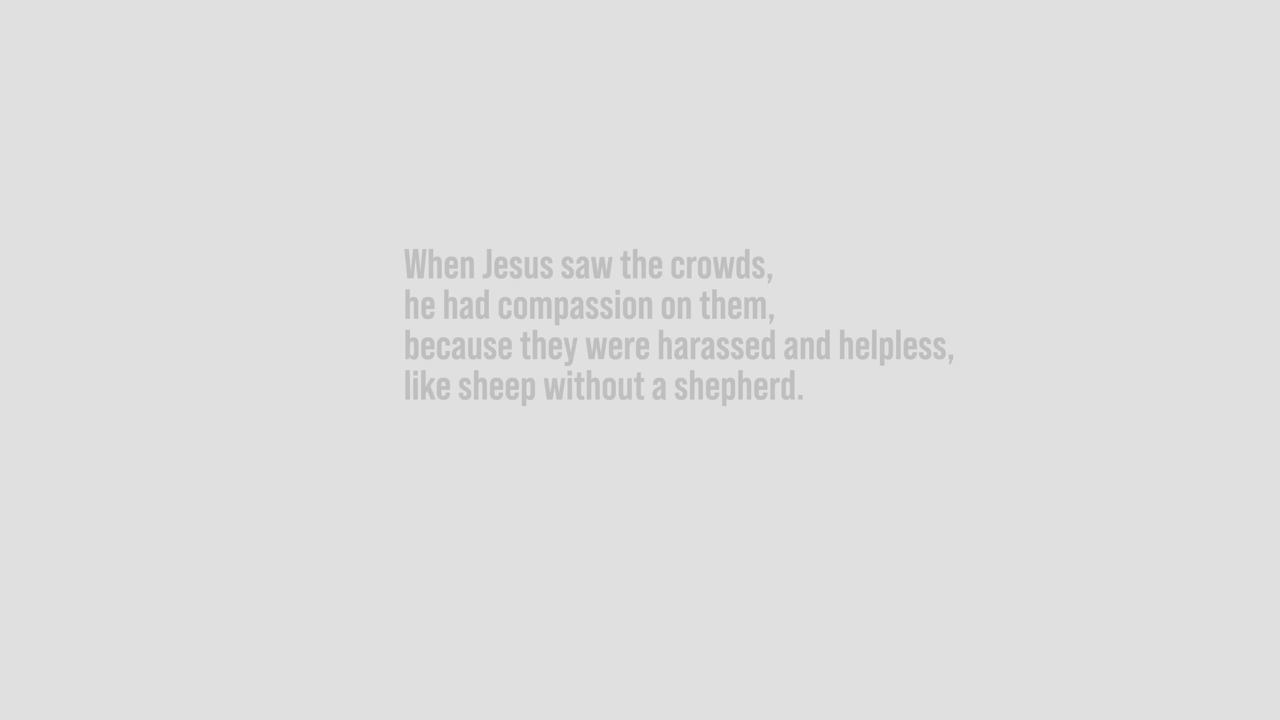 When Jesus saw the crowds,
he had compassion on them,
because they were harassed and helpless,
like sheep without a shepherd.